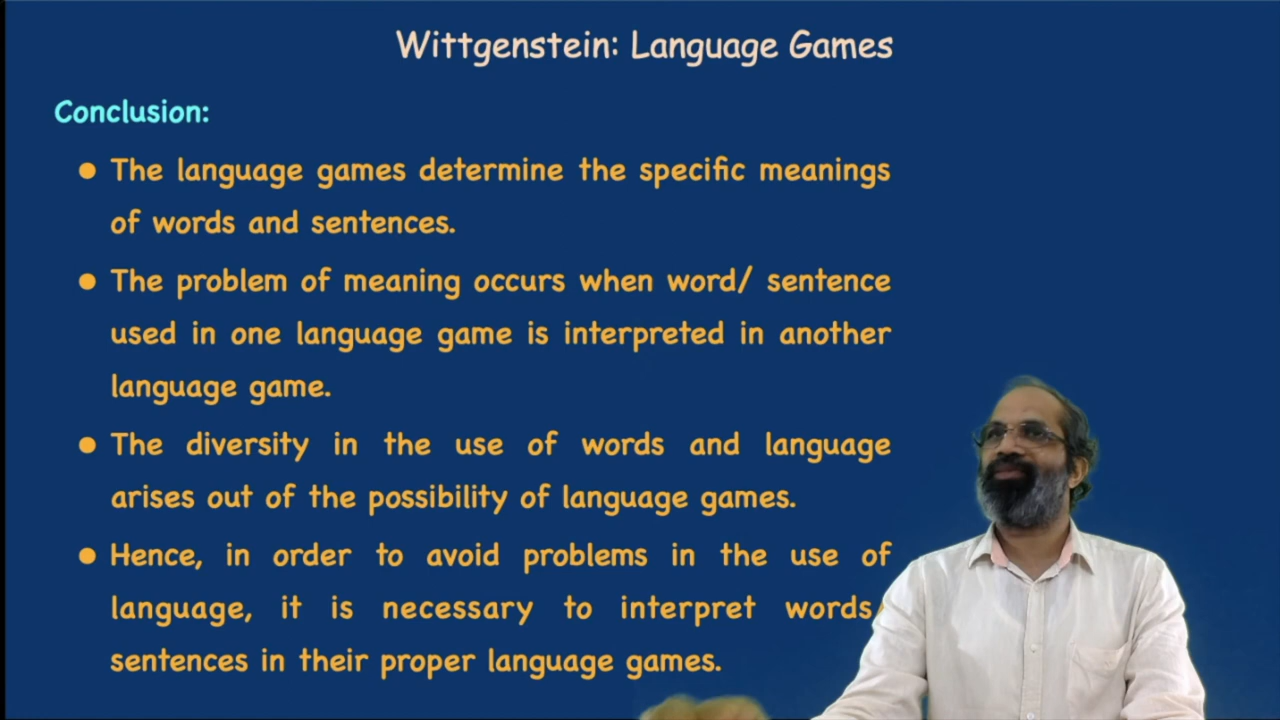 Wittgenstein: Language Games
Conclusion:
● The language games determine the specific meanings
of words and sentences.
● The problem of meaning occurs when word/ sentence
used in one language game is interpreted in another
language game.
● The diversity in the use of words and language
arises out of the possibility of language games.
● Hence, in order to avoid problems in the use of
language, it is necessary to interpret words/
sentences in their proper language games.